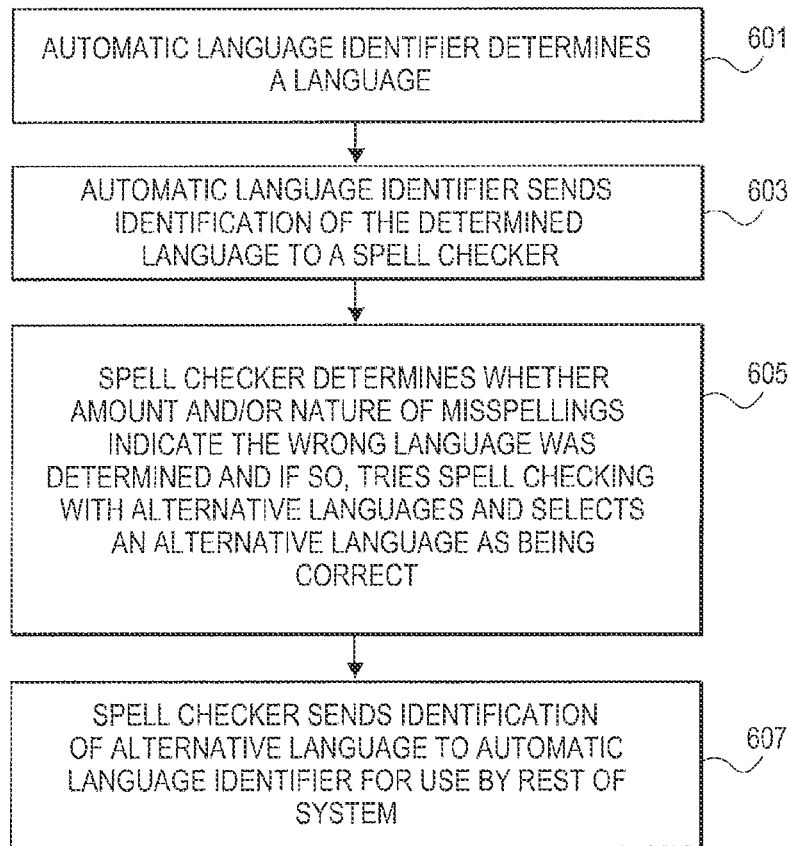 AUTOMATIC LANGUAGE IDENTIFIER DETERMINES
A LANGUAGE
601
AUTOMATIC LANGUAGE IDENTIFIER SENDS
IDENTIFICATION OF THE DETERMINED
LANGUAGE TO A SPELL CHECKER
603
SPELL CHECKER DETERMINES WHETHER
AMOUNT AND/OR NATURE OF MISSPELLINGS
INDICATE THE WRONG LANGUAGE WAS
DETERMINED AND IF SO, TRIES SPELL CHECKING
WITH ALTERNATIVE LANGUAGES AND SELECTS
AN ALTERNATIVE LANGUAGE AS BEING
CORRECT
605
SPELL CHECKER SENDS IDENTIFICATION
OF ALTERNATIVE LANGUAGE TO AUTOMATIC
LANGUAGE IDENTIFIER FOR USE BY REST OF
SYSTEM
607